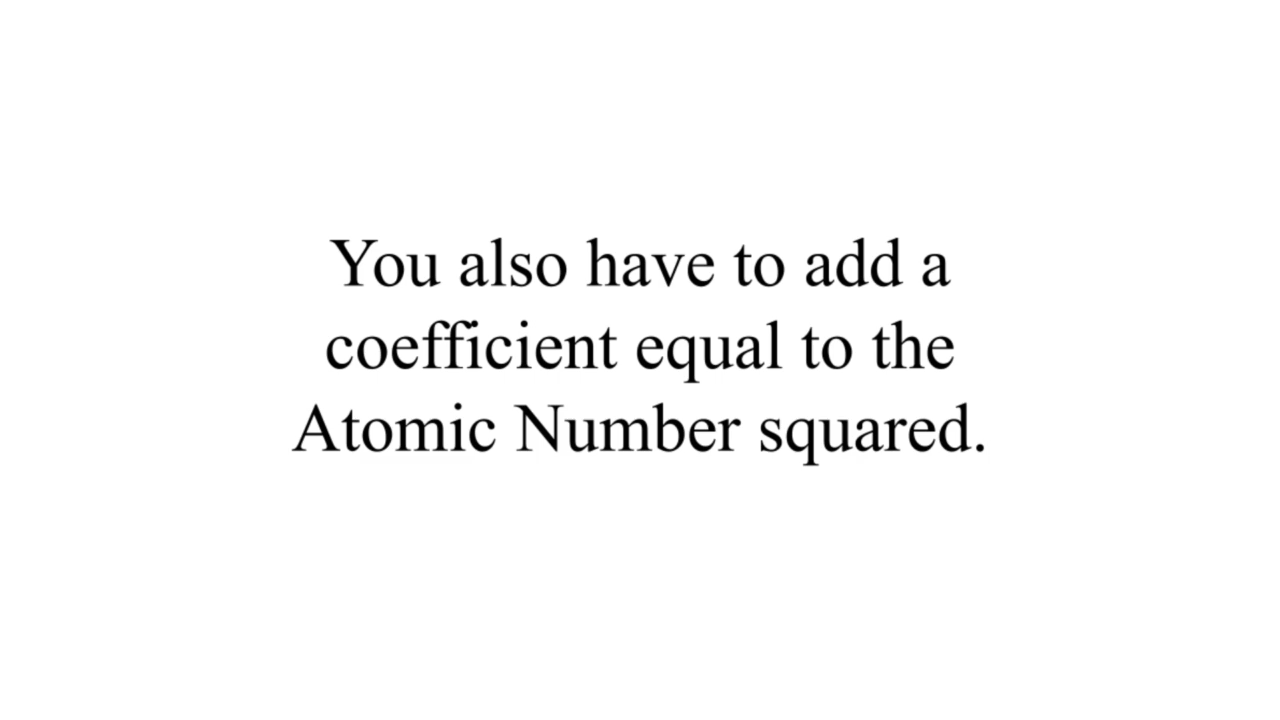 You also have to add a
coefficient equal to the
Atomic Number squared.